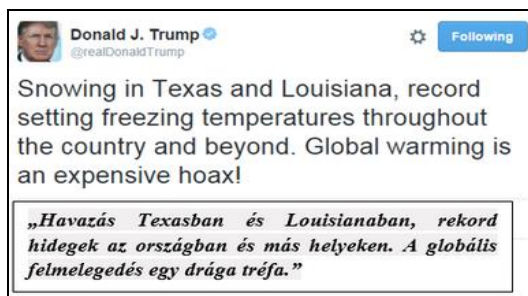 Donald J. Trump
@realDonaldTrump
Following
Snowing in Texas and Louisiana, record
setting freezing temperatures throughout
the country and beyond. Global warming is
an expensive hoax!
„Havazás Texasban és Louisianaban, rekord
hidegek az országban és más helyeken. A globális
felmelegedés egy drága tréfa.”